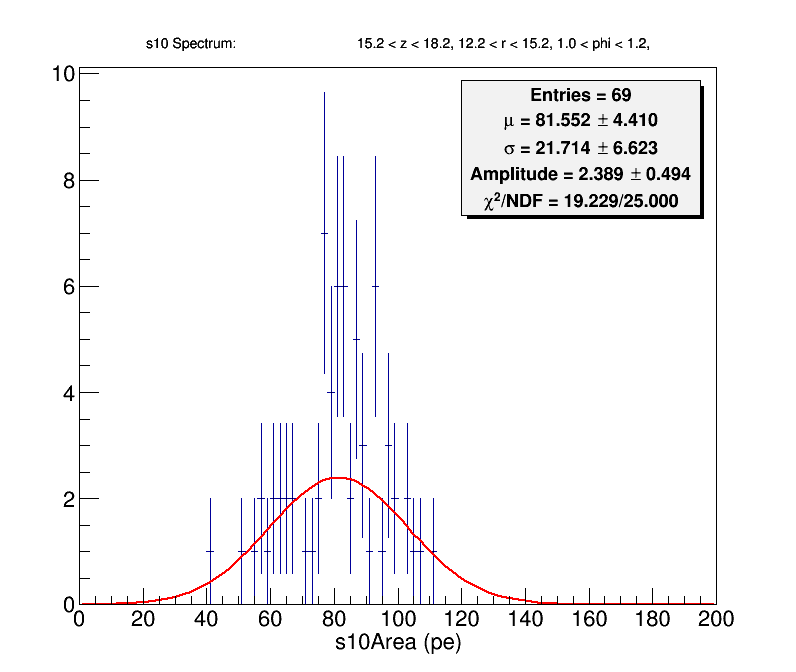 s10 Spectrum: 15.2 < z < 18.2, 12.2 < r < 15.2, 1.0 < phi < 1.2,
Entries = 69
μ = 81.552 ± 4.410
σ = 21.714 ± 6.623
Amplitude = 2.389 ± 0.494
χ²/NDF = 19.229/25.000
10
8
6
4
2
0
0 20 40 60 80 100 120 140 160 180 200
s10Area (pe)